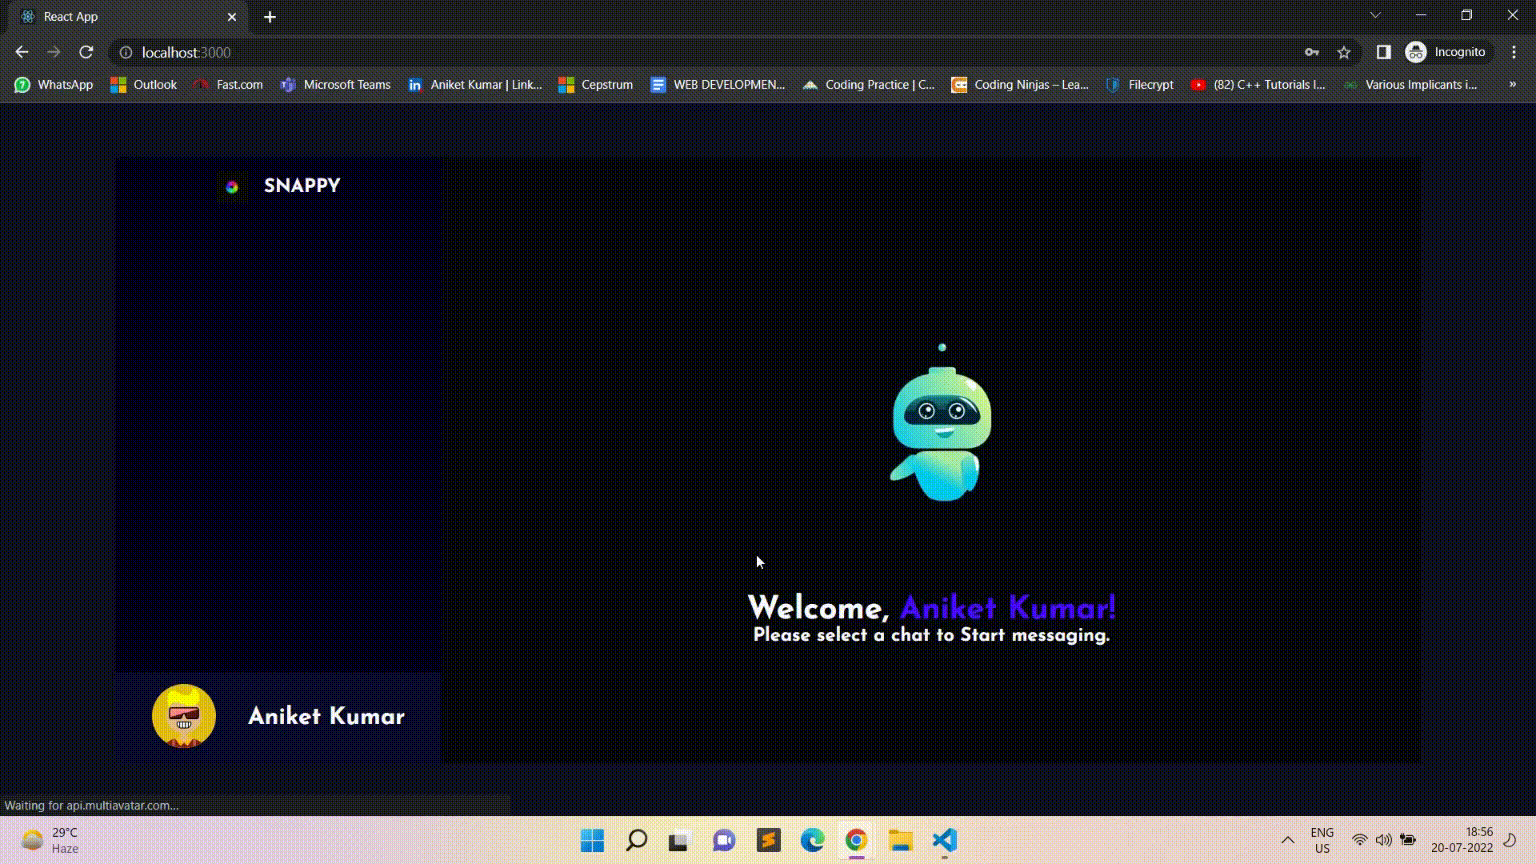 React App
localhost:3000
Incognito
WhatsApp
Outlook
Fast.com
Microsoft Teams
Aniket Kumar | Link...
Cepstrum
WEB DEVELOPMEN...
Coding Practice | C...
Coding Ninjas – Lea...
Filecrypt
(82) C++ Tutorials I...
Various Implicants i...
»
SNAPPY
Welcome, Aniket Kumar!
Please select a chat to Start messaging.
Aniket Kumar
Waiting for api.multiavatar.com...
29°C
Haze
ENG
US
18:56
20-07-2022